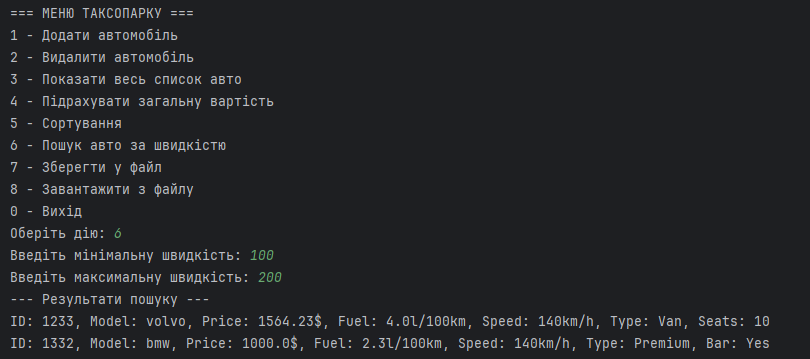 === МЕНЮ ТАКСОПАРКУ ===
1 - Додати автомобіль
2 - Видалити автомобіль
3 - Показати весь список авто
4 - Підрахувати загальну вартість
5 - Сортування
6 - Пошук авто за швидкістю
7 - Зберегти у файл
8 - Завантажити з файлу
0 - Вихід
Оберіть дію: 6
Введіть мінімальну швидкість: 100
Введіть максимальну швидкість: 200
--- Результати пошуку ---
ID: 1233, Model: volvo, Price: 1564.23$, Fuel: 4.0l/100km, Speed: 140km/h, Type: Van, Seats: 10
ID: 1332, Model: bmw, Price: 1000.0$, Fuel: 2.3l/100km, Speed: 140km/h, Type: Premium, Bar: Yes